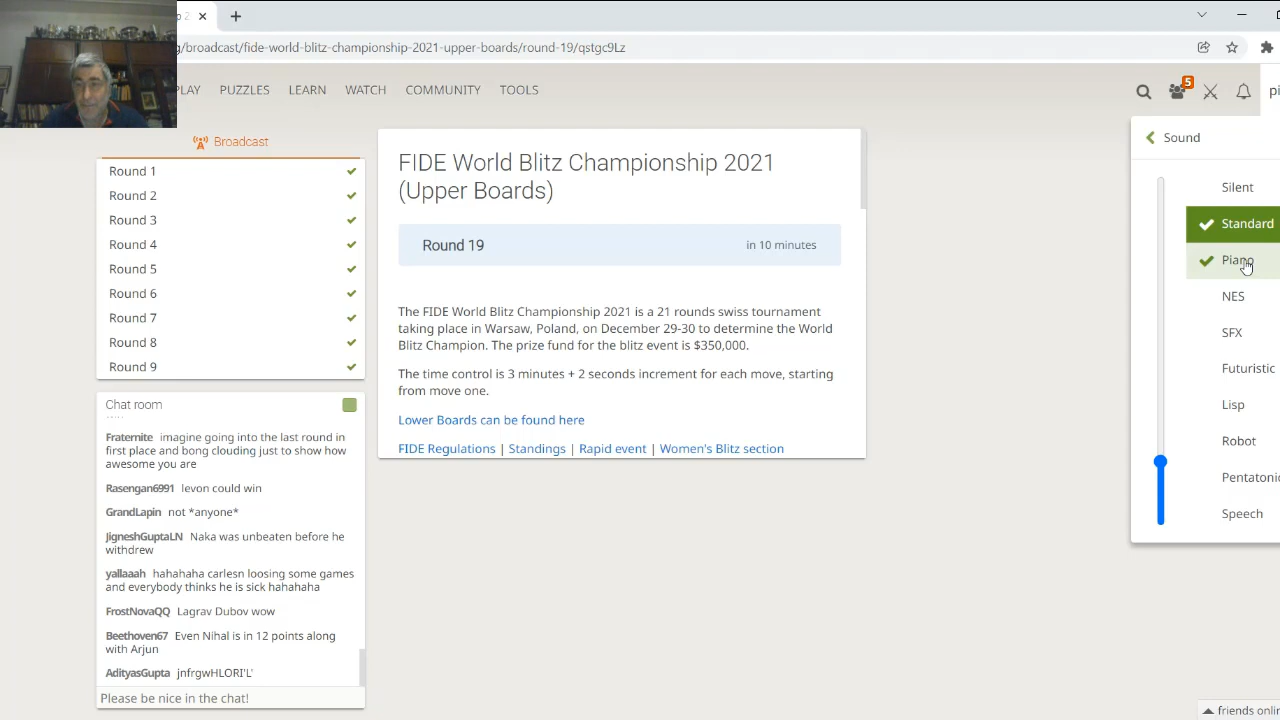 g/broadcast/fide-world-blitz-championship-2021-upper-boards/round-19/qstgc9Lz
PLAY PUZZLES LEARN WATCH COMMUNITY TOOLS
5
pi
Broadcast
Round 1
Round 2
Round 3
Round 4
Round 5
Round 6
Round 7
Round 8
Round 9
Chat room
Fraternite imagine going into the last round in
first place and bong clouding just to show how
awesome you are
Rasengan6991 levon could win
GrandLapin not *anyone*
JigneshGuptaLN Naka was unbeaten before he
withdrew
yallaaah hahahaha carlesn loosing some games
and everybody thinks he is sick hahahaha
FrostNovaQQ Lagrav Dubov wow
Beethoven67 Even Nihal is in 12 points along
with Arjun
AdityasGupta jnfrgwHLORI'L'
Please be nice in the chat!
FIDE World Blitz Championship 2021
(Upper Boards)
Round 19 in 10 minutes
The FIDE World Blitz Championship 2021 is a 21 rounds swiss tournament
taking place in Warsaw, Poland, on December 29-30 to determine the World
Blitz Champion. The prize fund for the blitz event is $350,000.
The time control is 3 minutes + 2 seconds increment for each move, starting
from move one.
Lower Boards can be found here
FIDE Regulations | Standings | Rapid event | Women's Blitz section
Sound
Silent
Standard
Piano
NES
SFX
Futuristic
Lisp
Robot
Pentatonic
Speech
friends onlin